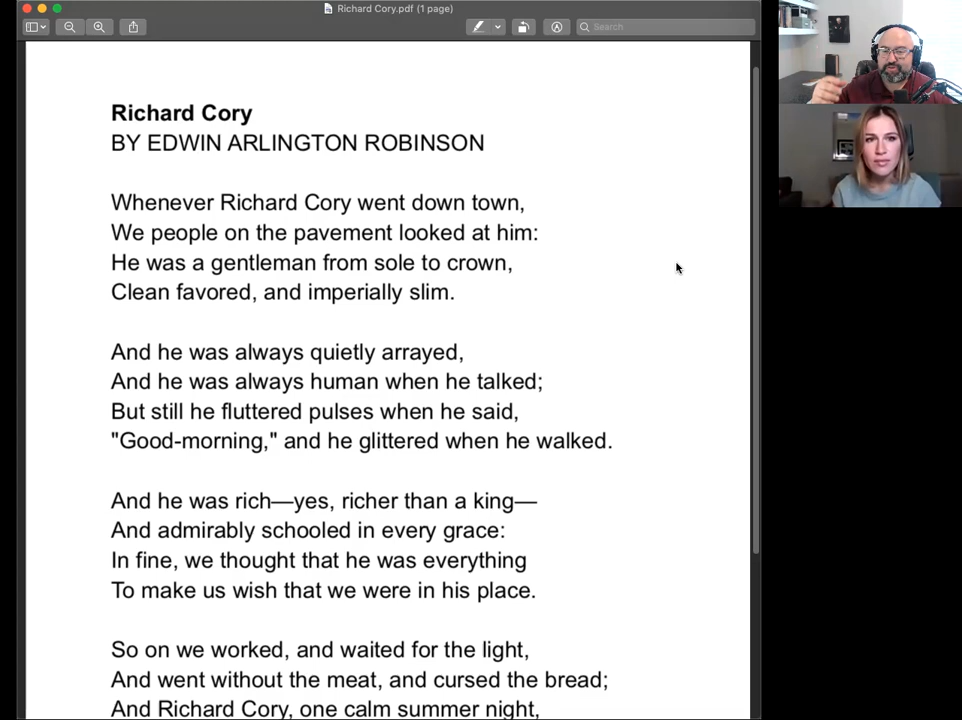 Richard Cory.pdf (1 page)
Search
Richard Cory
BY EDWIN ARLINGTON ROBINSON
Whenever Richard Cory went down town,
We people on the pavement looked at him:
He was a gentleman from sole to crown,
Clean favored, and imperially slim.
And he was always quietly arrayed,
And he was always human when he talked;
But still he fluttered pulses when he said,
"Good-morning," and he glittered when he walked.
And he was rich—yes, richer than a king—
And admirably schooled in every grace:
In fine, we thought that he was everything
To make us wish that we were in his place.
So on we worked, and waited for the light,
And went without the meat, and cursed the bread;
And Richard Cory, one calm summer night,